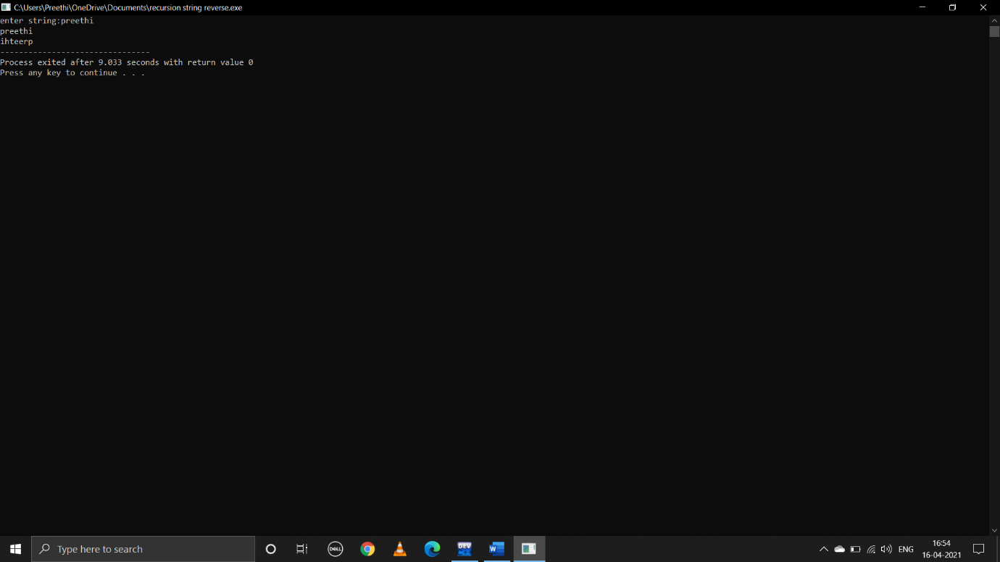 C:\Users\Preethi\OneDrive\Documents\recursion string reverse.exe
enter string:preethi
preethi
ihteerp
--------------------------------
Process exited after 9.033 seconds with return value 0
Press any key to continue . . .
Type here to search
DELL
DEV
C++
W
ENG
16:54
16-04-2021